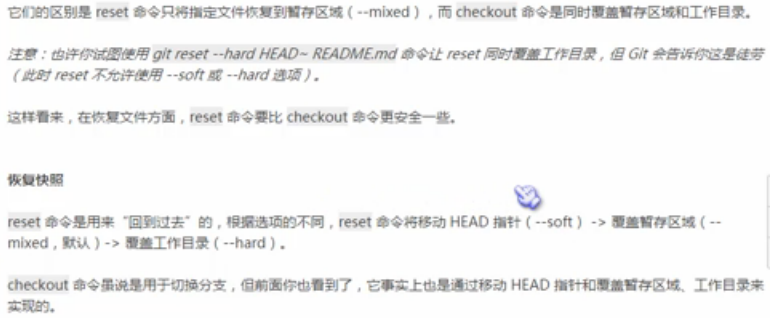 它们的区别是 reset 命令只将指定文件恢复到暂存区域（--mixed），而 checkout 命令是同时覆盖暂存区域和工作目录。
注意：也许你试图使用 git reset --hard HEAD~ README.md 命令让 reset 同时覆盖工作目录，但 Git 会告诉你这是徒劳
（此时 reset 不允许使用 --soft 或 --hard 选项）。
这样看来，在恢复文件方面，reset 命令要比 checkout 命令更安全一些。
恢复快照
reset 命令是用来“回到过去”的，根据选项的不同，reset 命令将移动 HEAD 指针（--soft）-> 覆盖暂存区域（--
mixed，默认）-> 覆盖工作目录（--hard）。
checkout 命令虽说是用于切换分支，但前面你也看到了，它事实上也是通过移动 HEAD 指针和覆盖暂存区域、工作目录来
实现的。